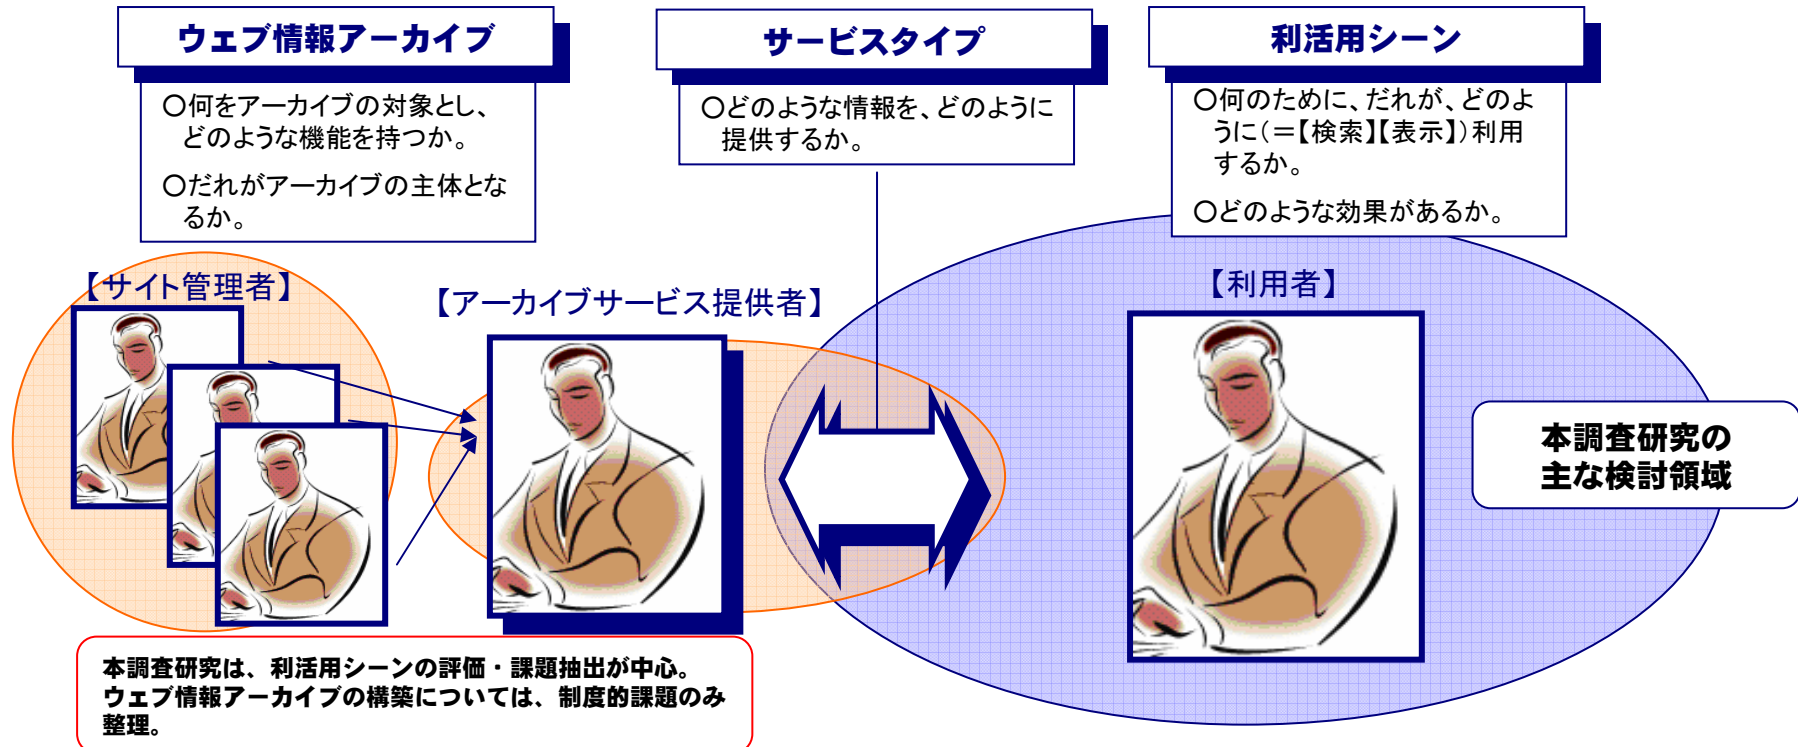 ウェブ情報アーカイブ
○何をアーカイブの対象とし、
どのような機能を持つか。
○だれがアーカイブの主体とな
るか。
サービスタイプ
○どのような情報を、どのように
提供するか。
利活用シーン
○何のために、だれが、どのよ
うに(=【検索】【表示】)利用
するか。
○どのような効果があるか。
【サイト管理者】
【アーカイブサービス提供者】
【利用者】
本調査研究の
主な検討領域
本調査研究は、利活用シーンの評価・課題抽出が中心。
ウェブ情報アーカイブの構築については、制度的課題のみ
整理。